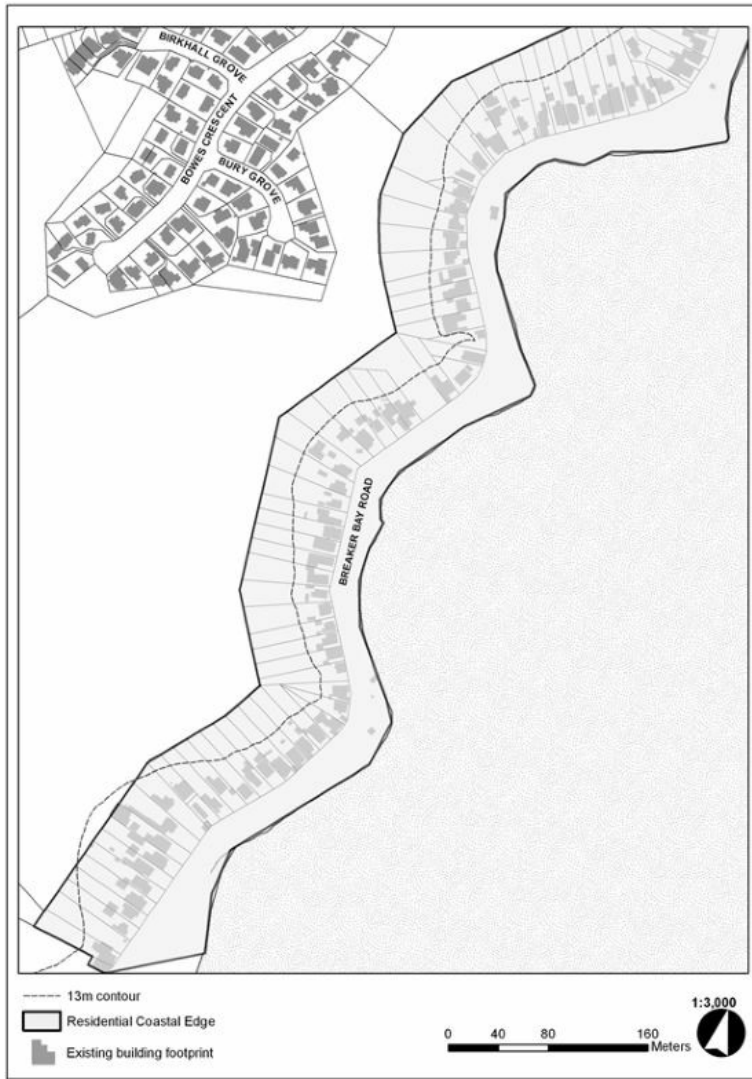 BIRKHALL GROVE
BOWES CRESCENT
BURY GROVE
BREAKER BAY ROAD
13m contour
Residential Coastal Edge
Existing building footprint
1:3,000
0 40 80 160
Meters